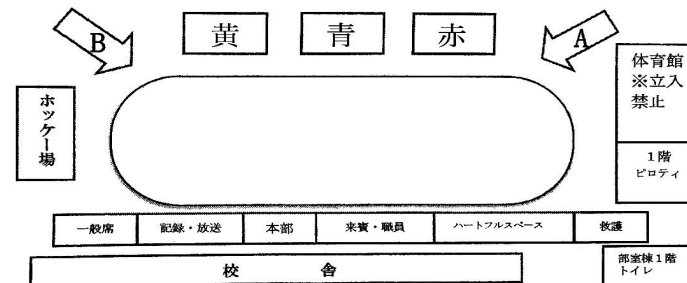 B
黄
青
赤
A
体育館
※立入
禁止
ホッケー場
1階
ピロティ
一般席
記録・放送
本部
来賓・職員
ハートフルスペース
救護
校　舎
部室棟1階
トイレ